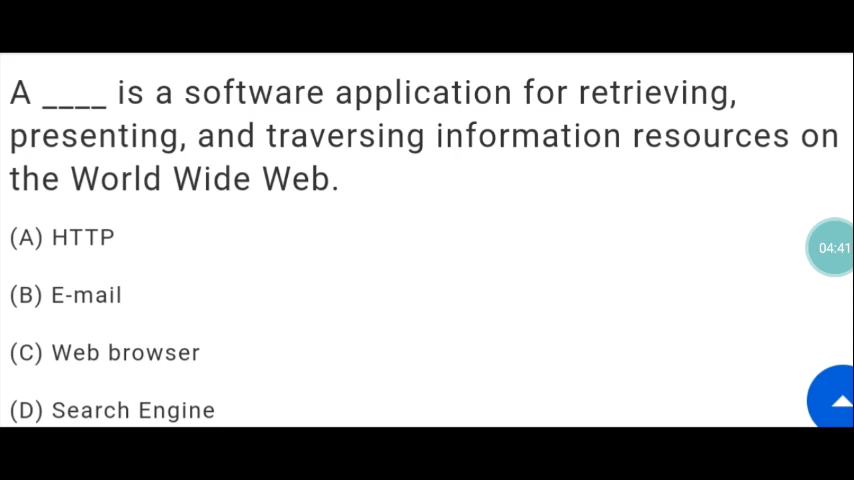 A ____ is a software application for retrieving,
presenting, and traversing information resources on
the World Wide Web.
(A) HTTP
04:41
(B) E-mail
(C) Web browser
(D) Search Engine